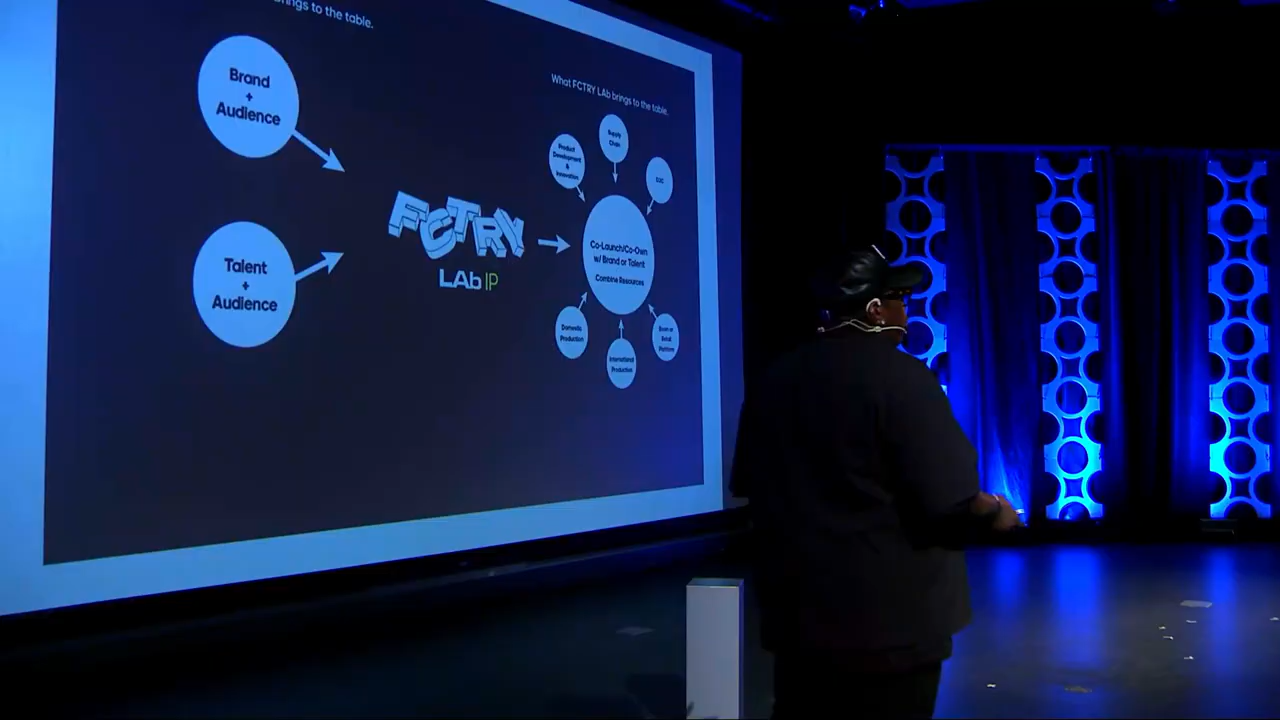 brings to the table.
Brand
+
Audience
Talent
+
Audience
FCTRY
LAb IP
What FCTRY LAb brings to the table.
Supply
Chain
Product
Development
&
Innovation
D2C
Co-Launch/Co-Own
w/ Brand or Talent
Combine Resources
Domestic
Production
International
Production
Retail
Platform